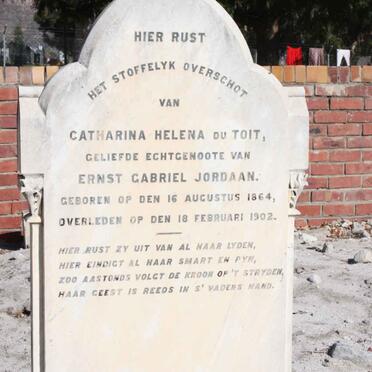 HIER RUST
HET STOFFELYK OVERSCHOT
VAN
CATHARINA HELENA DU TOIT,
GELIEFDE ECHTGENOOTE VAN
ERNST GABRIEL JORDAAN.
GEBOREN OP DEN 16 AUGUSTUS 1864,
OVERLEDEN OP DEN 18 FEBRUARI 1902.
HIER RUST ZY UIT VAN AL HAAR LYDEN,
HIER EINDIGT AL HAAR SMART EN PYN,
ZOO AASTONDS VOLGT DE KROON OP 'T STRYDEN,
HAAR GEEST IS REEDS IN S' VADERS HAND.